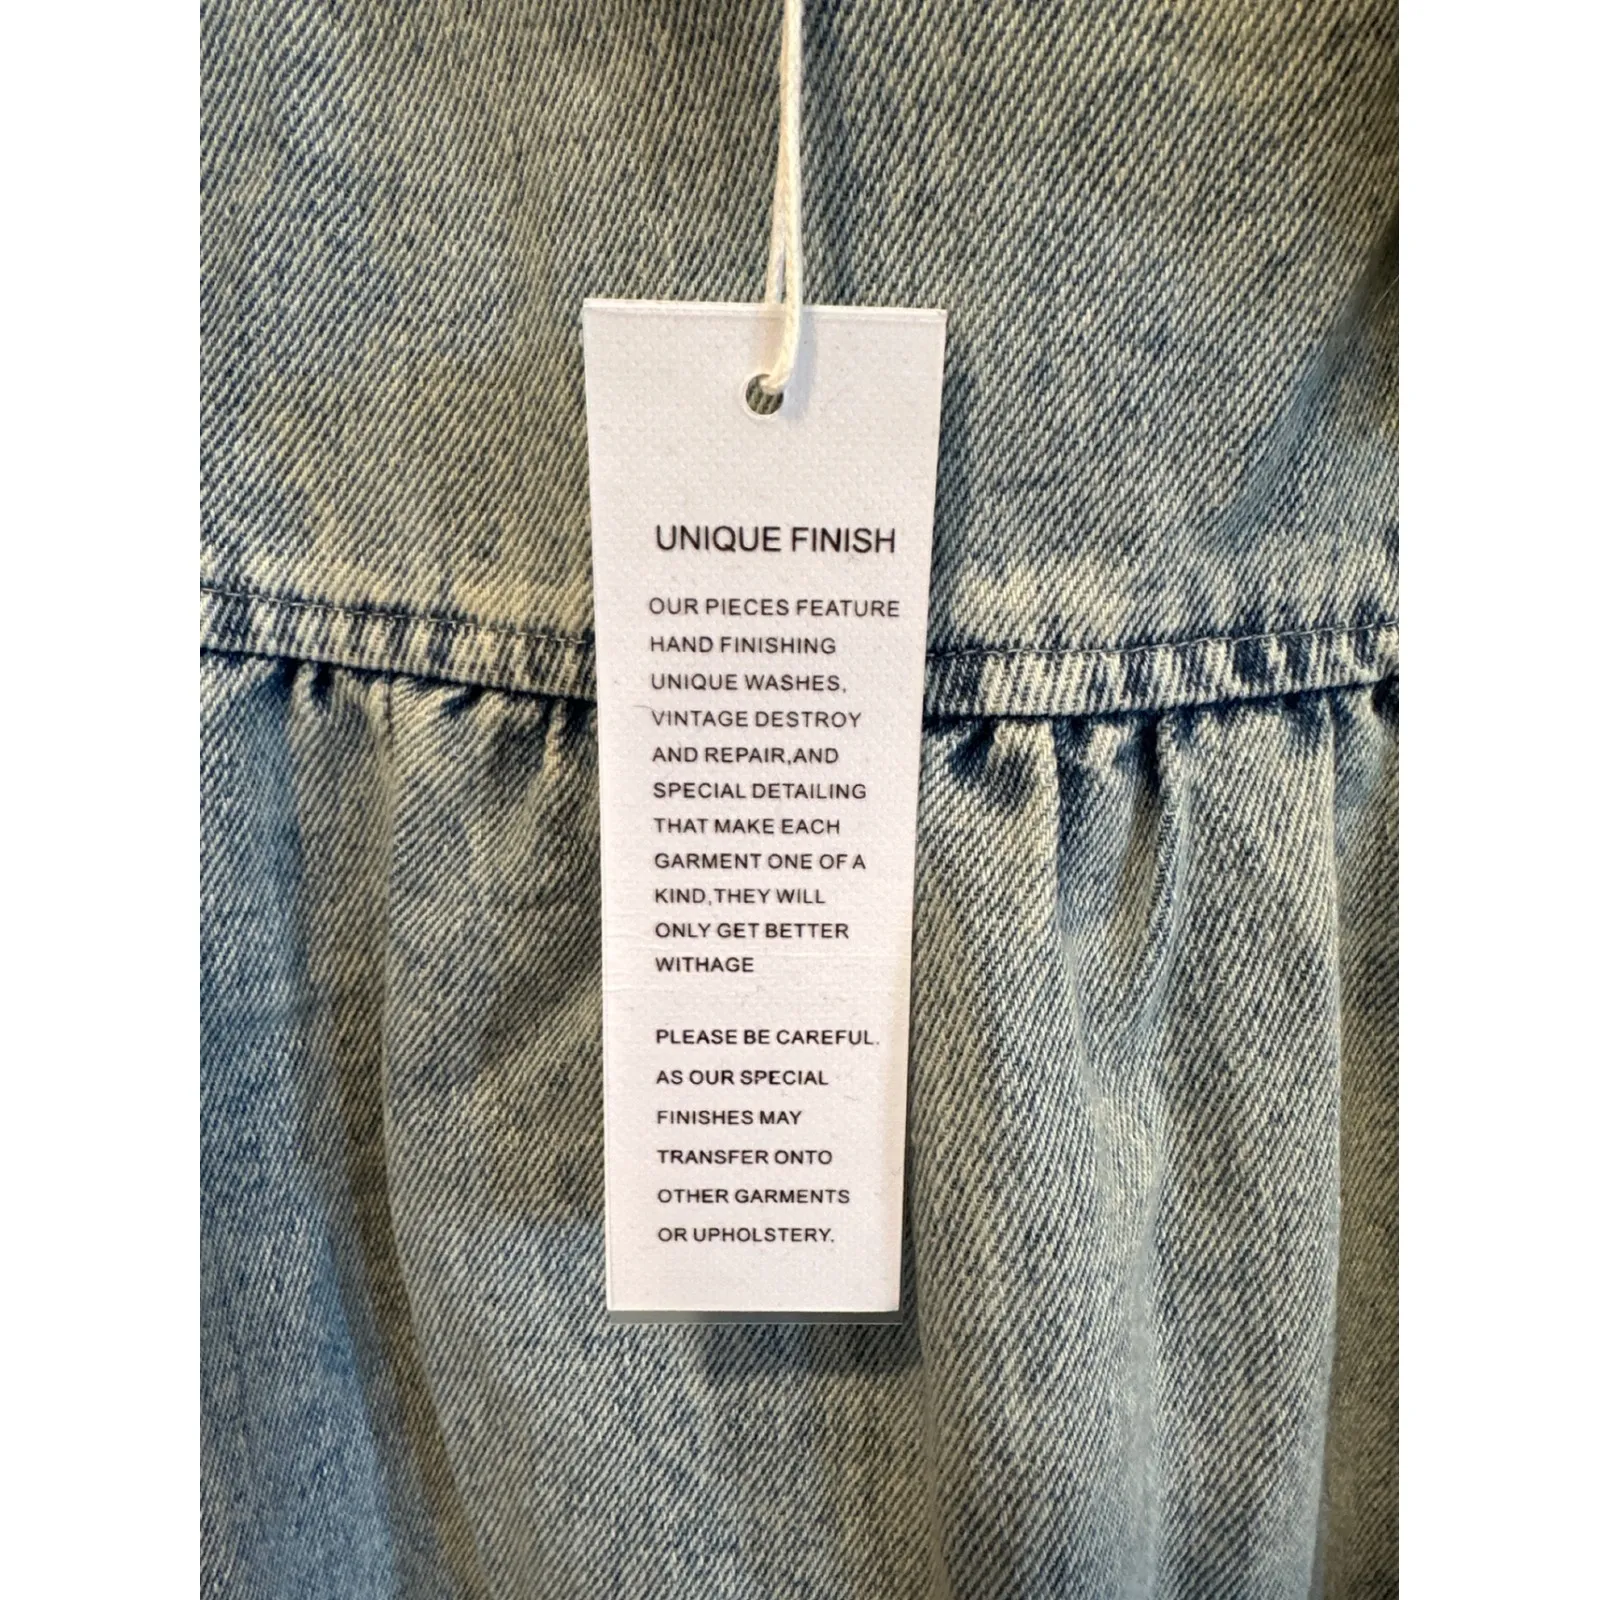 UNIQUE FINISH
OUR PIECES FEATURE
HAND FINISHING
UNIQUE WASHES,
VINTAGE DESTROY
AND REPAIR,AND
SPECIAL DETAILING
THAT MAKE EACH
GARMENT ONE OF A
KIND,THEY WILL
ONLY GET BETTER
WITHAGE
PLEASE BE CAREFUL.
AS OUR SPECIAL
FINISHES MAY
TRANSFER ONTO
OTHER GARMENTS
OR UPHOLSTERY.